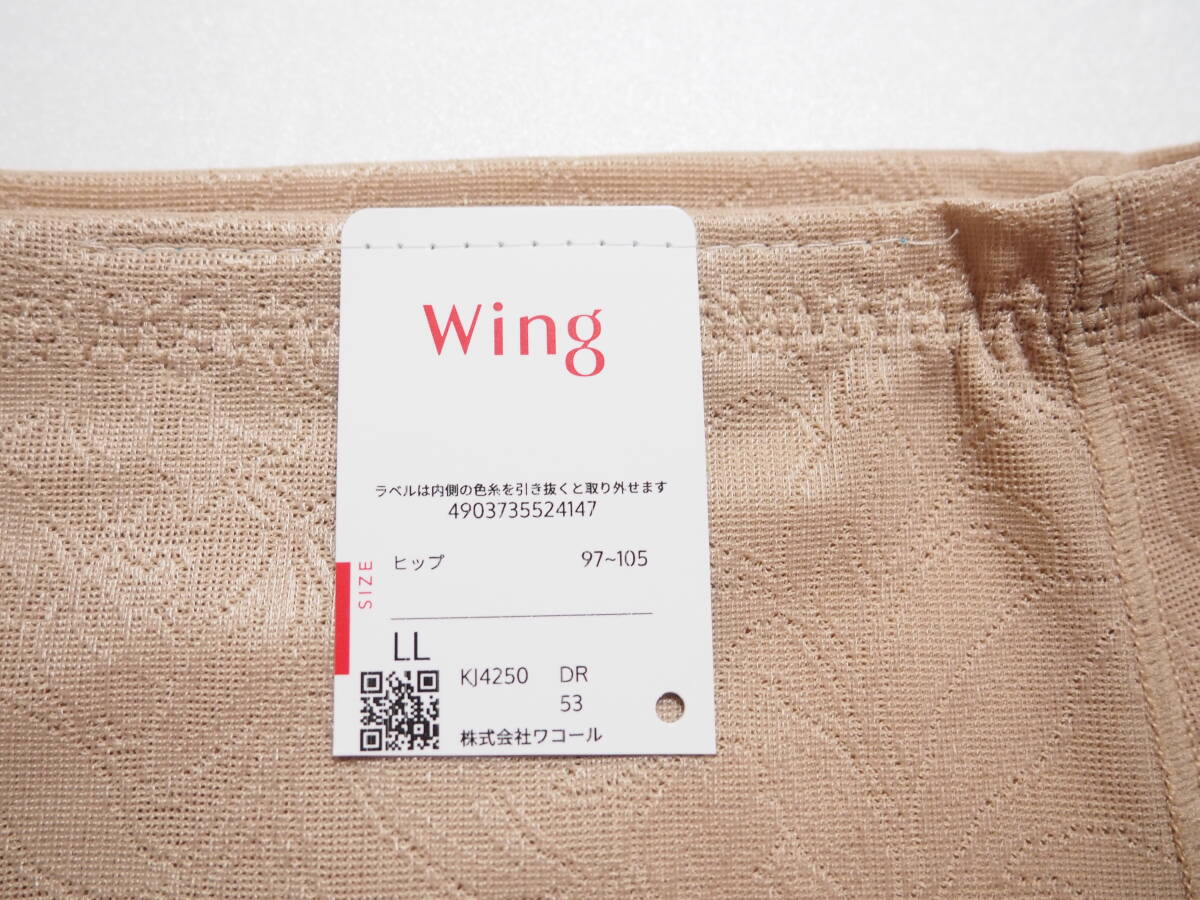 Wing
ラベルは内側の色糸を引き抜くと取り外せます
4903735524147
SIZE
ヒップ 97~105
LL
KJ4250 DR
53
株式会社ワコール